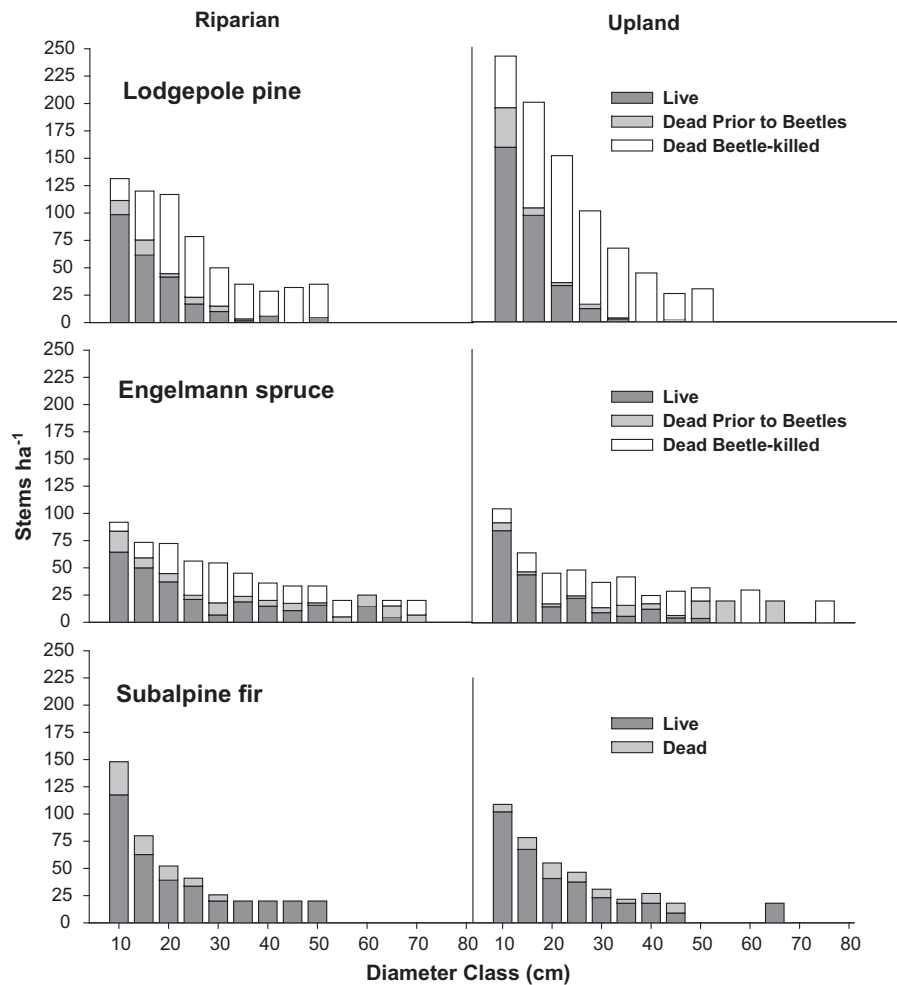 Riparian
Upland
Lodgepole pine
250
225
200
175
150
125
100
75
50
25
0
Live
Dead Prior to Beetles
Dead Beetle-killed
Engelmann spruce
250
225
200
175
150
125
100
75
50
25
0
Live
Dead Prior to Beetles
Dead Beetle-killed
Stems ha-1
Subalpine fir
250
225
200
175
150
125
100
75
50
25
0
Live
Dead
10 20 30 40 50 60 70 80
10 20 30 40 50 60 70 80
Diameter Class (cm)